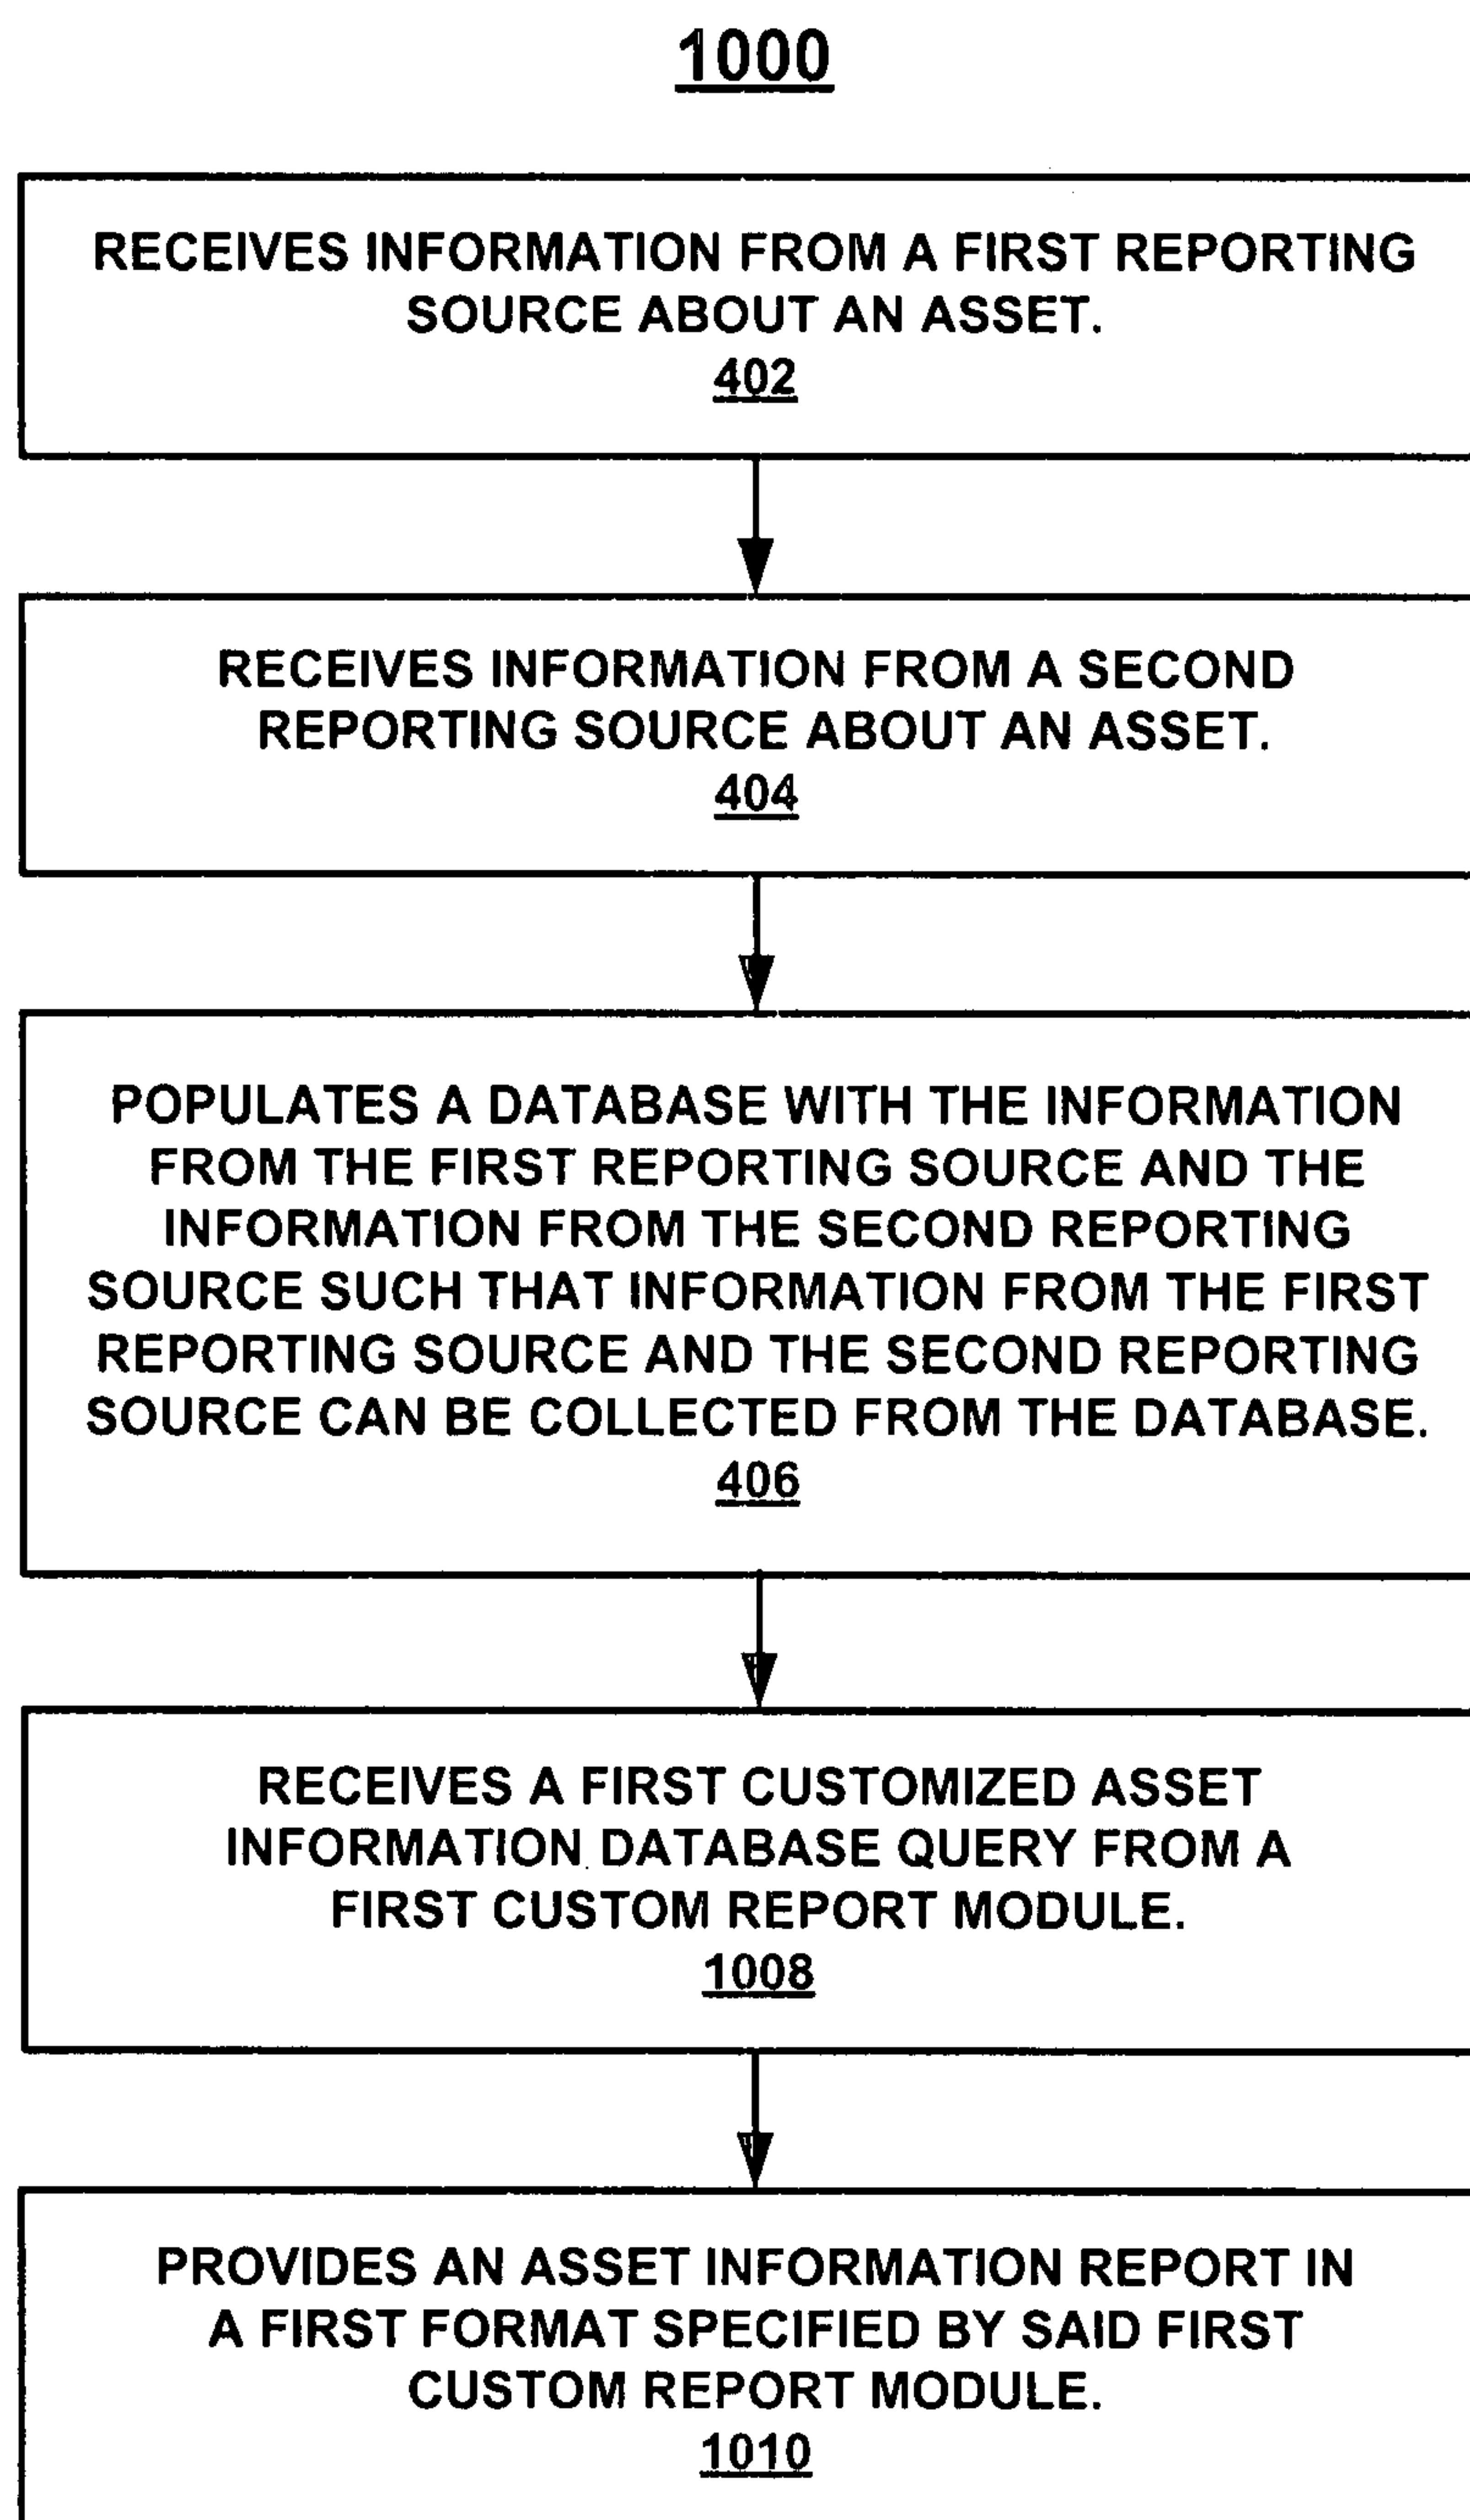 1000
RECEIVES INFORMATION FROM A FIRST REPORTING
SOURCE ABOUT AN ASSET.
402
RECEIVES INFORMATION FROM A SECOND
REPORTING SOURCE ABOUT AN ASSET.
404
POPULATES A DATABASE WITH THE INFORMATION
FROM THE FIRST REPORTING SOURCE AND THE
INFORMATION FROM THE SECOND REPORTING
SOURCE SUCH THAT INFORMATION FROM THE FIRST
REPORTING SOURCE AND THE SECOND REPORTING
SOURCE CAN BE COLLECTED FROM THE DATABASE.
406
RECEIVES A FIRST CUSTOMIZED ASSET
INFORMATION DATABASE QUERY FROM A
FIRST CUSTOM REPORT MODULE.
1008
PROVIDES AN ASSET INFORMATION REPORT IN
A FIRST FORMAT SPECIFIED BY SAID FIRST
CUSTOM REPORT MODULE.
1010